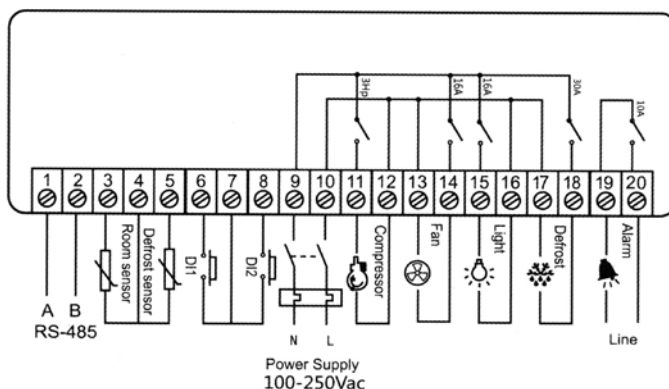 3Hp
16A
16A
30A
10A
1 2 3 4 5 6 7 8 9 10 11 12 13 14 15 16 17 18 19 20
Room sensor
Defrost sensor
DI1
DI2
Compressor
Fan
Light
Defrost
Alarm
A B
RS-485
N L
Line
Power Supply
100-250Vac